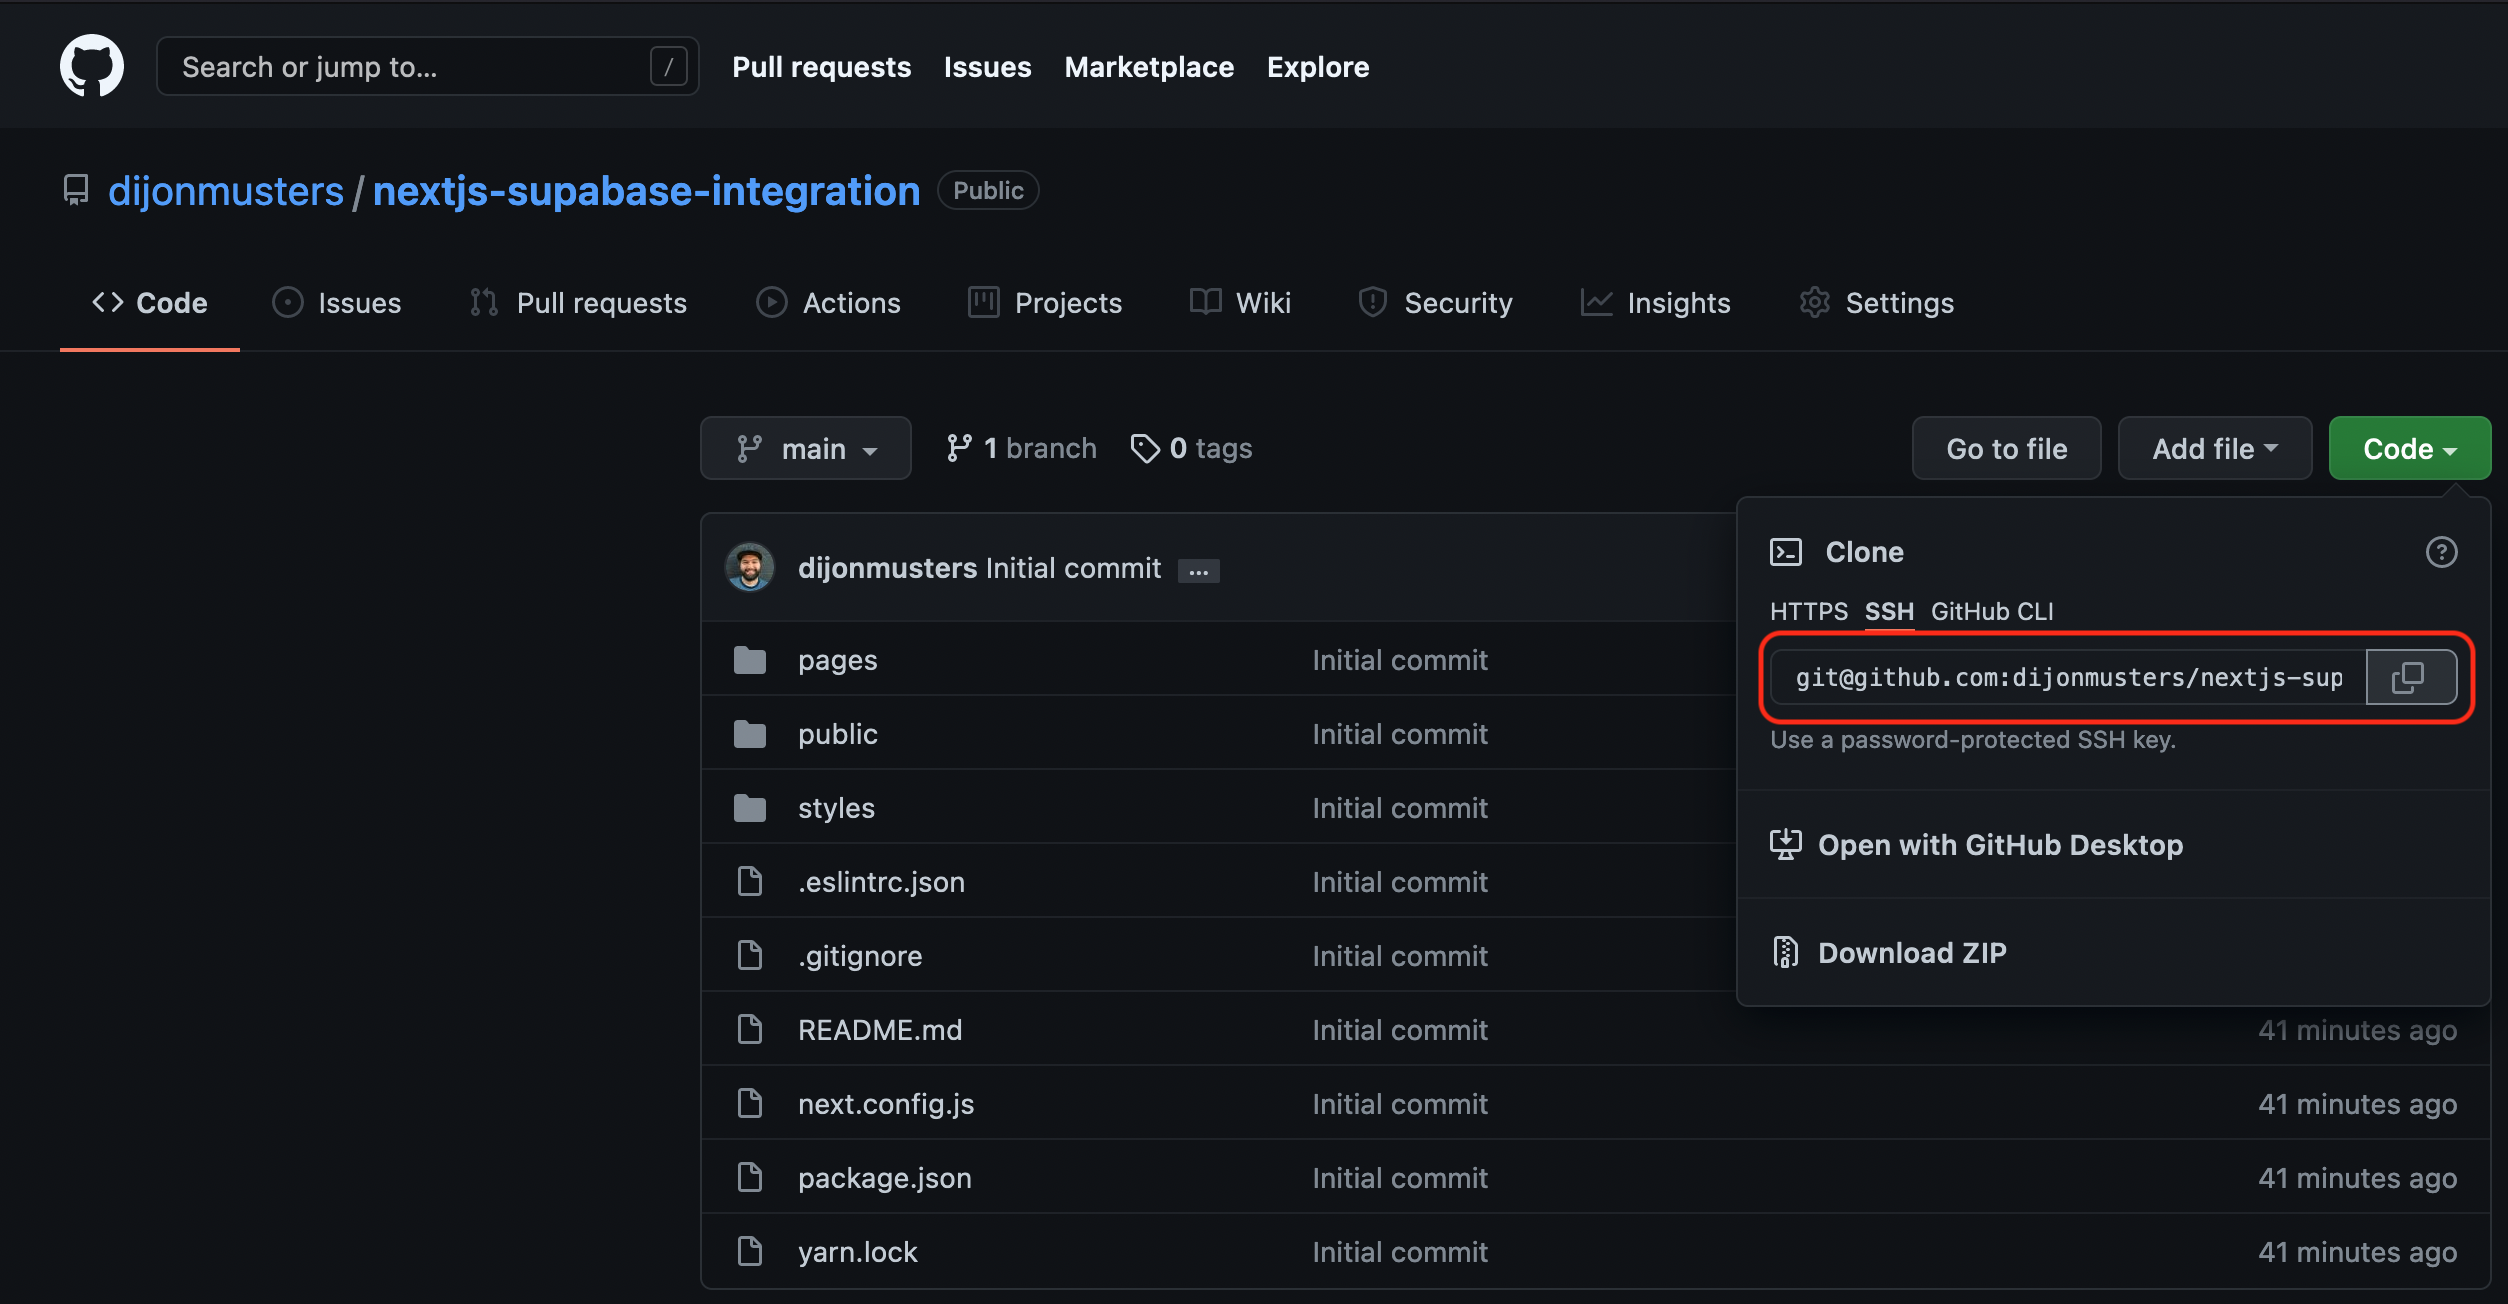 Search or jump to... /
Pull requests Issues Marketplace Explore
dijonmusters / nextjs-supabase-integration Public
Code Issues Pull requests Actions Projects Wiki Security Insights Settings
main 1 branch 0 tags Go to file Add file Code
dijonmusters Initial commit ...
Clone
HTTPS SSH GitHub CLI
git@github.com:dijonmusters/nextjs-sup
Use a password-protected SSH key.
Open with GitHub Desktop
Download ZIP
pages Initial commit
public Initial commit
styles Initial commit
.eslintrc.json Initial commit
.gitignore Initial commit
README.md Initial commit 41 minutes ago
next.config.js Initial commit 41 minutes ago
package.json Initial commit 41 minutes ago
yarn.lock Initial commit 41 minutes ago